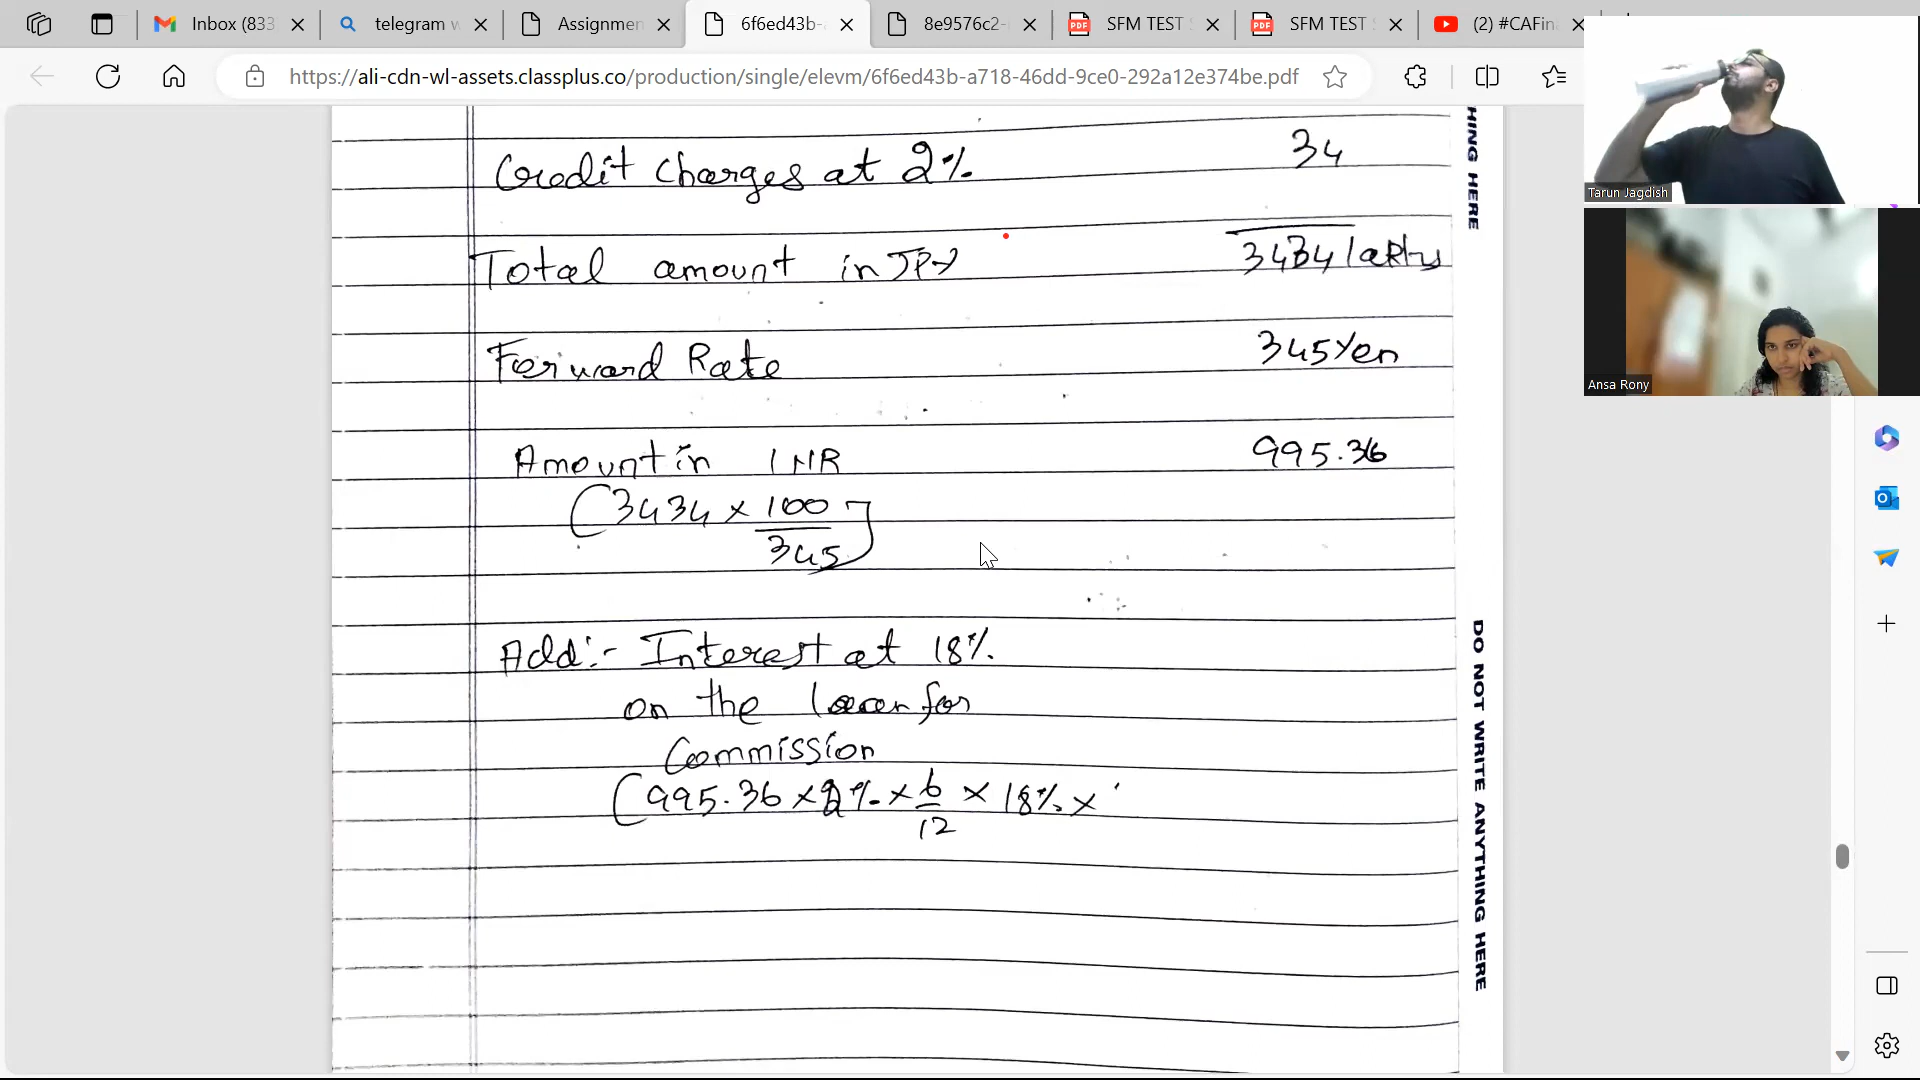 Inbox (833
telegram w
Assignmen
6f6ed43b-
8e9576c2-
SFM TEST
SFM TEST
(2) #CAFin
https://ali-cdn-wl-assets.classplus.co/production/single/elevm/6f6ed43b-a718-46dd-9ce0-292a12e374be.pdf
Tarun Jagdish
Ansa Rony
Credit Charges at 2% 34
Total amount in JPY 3434 lakhs
Forward Rate 345 Yen
Amount in INR 995.36
(3434 × 100
345)
Add:- Interest at 18%
on the loan for
Commission
(995.36 × 2% × 6 × 18% ×
12
HING HERE
DO NOT WRITE ANYTHING HERE